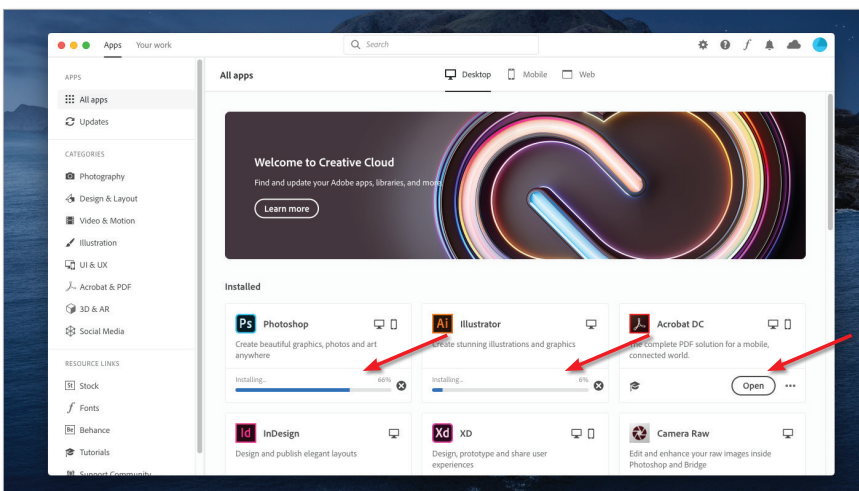 Apps Your work
Search
APPS
All apps
Updates
CATEGORIES
Photography
Design & Layout
Video & Motion
Illustration
UI & UX
Acrobat & PDF
3D & AR
Social Media
RESOURCE LINKS
St Stock
Fonts
Bē Behance
Tutorials
Support Community
All apps
Desktop Mobile Web
Welcome to Creative Cloud
Find and update your Adobe apps, libraries, and more.
Learn more
Installed
Ps Photoshop
Create beautiful graphics, photos and art
anywhere
Installing... 66%
Ai Illustrator
Create stunning illustrations and graphics
Installing... 6%
Acrobat DC
The complete PDF solution for a mobile,
connected world.
Open
Id InDesign
Design and publish elegant layouts
Xd XD
Design, prototype and share user
experiences
Camera Raw
Edit and enhance your raw images inside
Photoshop and Bridge